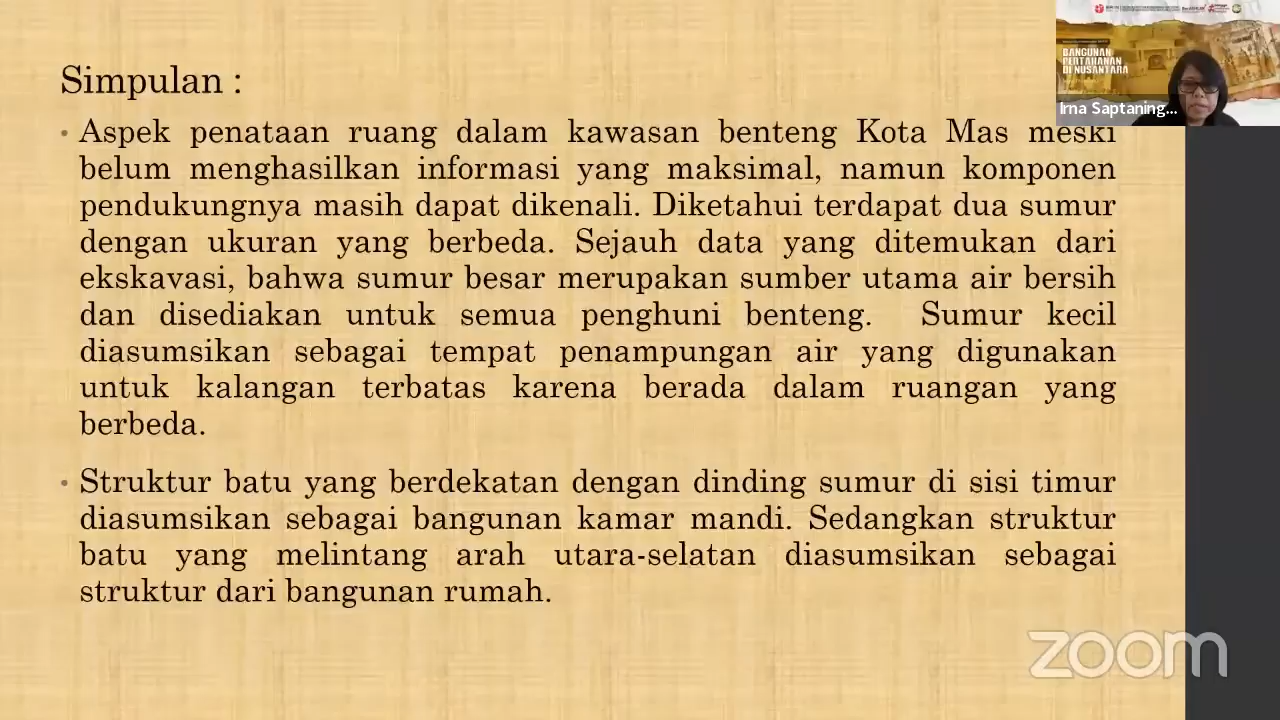 Simpulan :
• Aspek penataan ruang dalam kawasan benteng Kota Mas meski
belum menghasilkan informasi yang maksimal, namun komponen
pendukungnya masih dapat dikenali. Diketahui terdapat dua sumur
dengan ukuran yang berbeda. Sejauh data yang ditemukan dari
ekskavasi, bahwa sumur besar merupakan sumber utama air bersih
dan disediakan untuk semua penghuni benteng. Sumur kecil
diasumsikan sebagai tempat penampungan air yang digunakan
untuk kalangan terbatas karena berada dalam ruangan yang
berbeda.
• Struktur batu yang berdekatan dengan dinding sumur di sisi timur
diasumsikan sebagai bangunan kamar mandi. Sedangkan struktur
batu yang melintang arah utara-selatan diasumsikan sebagai
struktur dari bangunan rumah.
BANGUNAN
PERTAHANAN
DI NUSANTARA
Irna Saptaning...
zoom